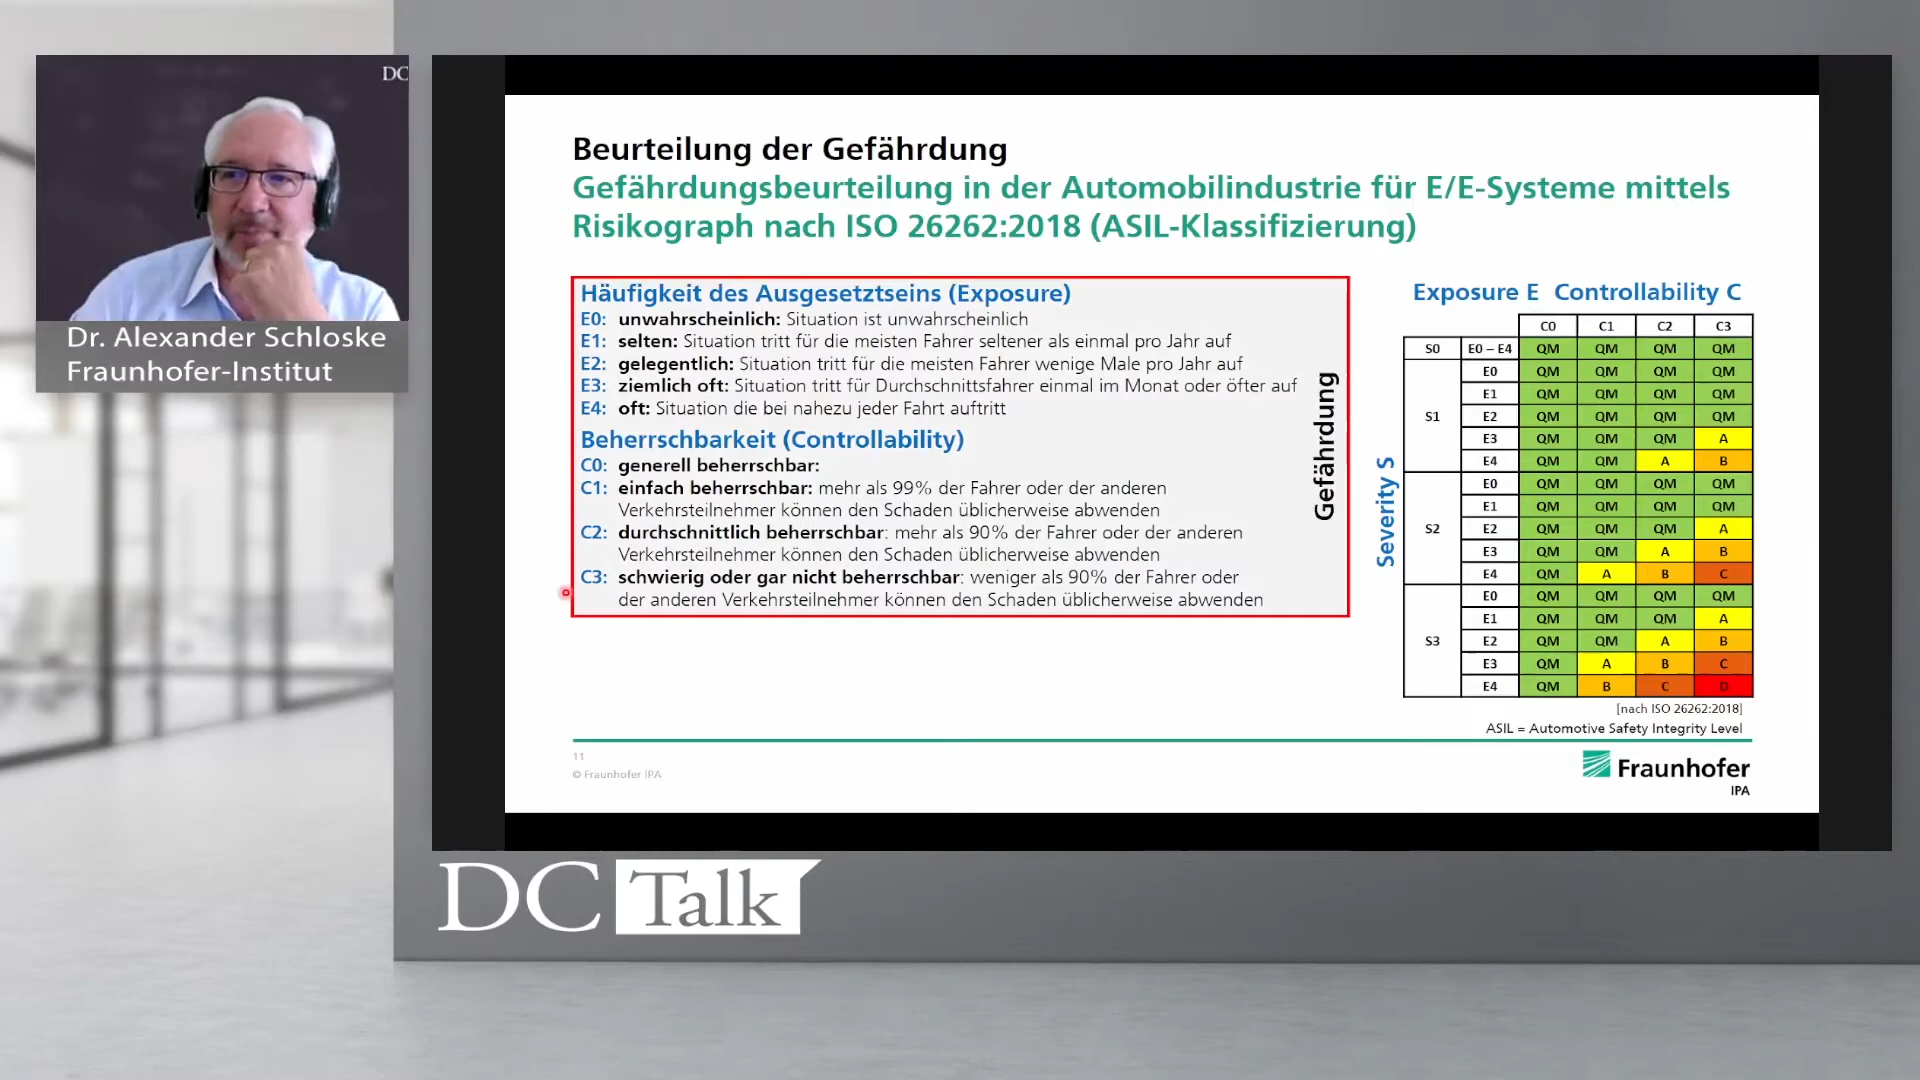 DC
Dr. Alexander Schloske
Fraunhofer-Institut
Beurteilung der Gefährdung
Gefährdungsbeurteilung in der Automobilindustrie für E/E-Systeme mittels
Risikograph nach ISO 26262:2018 (ASIL-Klassifizierung)
Häufigkeit des Ausgesetztseins (Exposure)
E0: unwahrscheinlich: Situation ist unwahrscheinlich
E1: selten: Situation tritt für die meisten Fahrer seltener als einmal pro Jahr auf
E2: gelegentlich: Situation tritt für die meisten Fahrer wenige Male pro Jahr auf
E3: ziemlich oft: Situation tritt für Durchschnittsfahrer einmal im Monat oder öfter auf
E4: oft: Situation die bei nahezu jeder Fahrt auftritt
Beherrschbarkeit (Controllability)
C0: generell beherrschbar:
C1: einfach beherrschbar: mehr als 99% der Fahrer oder der anderen
Verkehrsteilnehmer können den Schaden üblicherweise abwenden
C2: durchschnittlich beherrschbar: mehr als 90% der Fahrer oder der anderen
Verkehrsteilnehmer können den Schaden üblicherweise abwenden
C3: schwierig oder gar nicht beherrschbar: weniger als 90% der Fahrer oder
der anderen Verkehrsteilnehmer können den Schaden üblicherweise abwenden
Gefährdung
Exposure E Controllability C
Severity S
C0 C1 C2 C3
S0 E0 – E4 QM QM QM QM
S1
E0 QM QM QM QM
E1 QM QM QM QM
E2 QM QM QM QM
E3 QM QM QM A
E4 QM QM A B
S2
E0 QM QM QM QM
E1 QM QM QM QM
E2 QM QM QM A
E3 QM QM A B
E4 QM A B C
S3
E0 QM QM QM QM
E1 QM QM QM A
E2 QM QM A B
E3 QM A B C
E4 QM B C D
[nach ISO 26262:2018]
ASIL = Automotive Safety Integrity Level
11
© Fraunhofer IPA
Fraunhofer
IPA
DC Talk